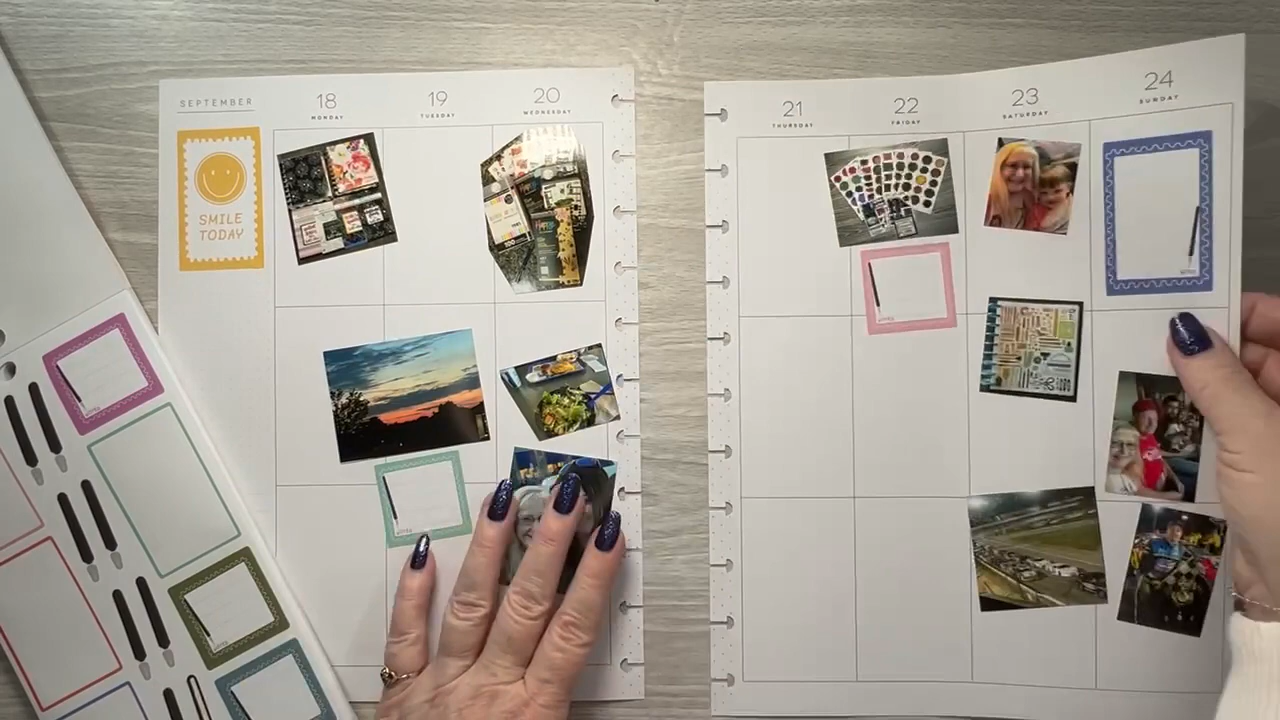 SEPTEMBER
SMILE
TODAY
18
MONDAY
19
TUESDAY
20
WEDNESDAY
21
THURSDAY
22
FRIDAY
23
SATURDAY
24
SUNDAY